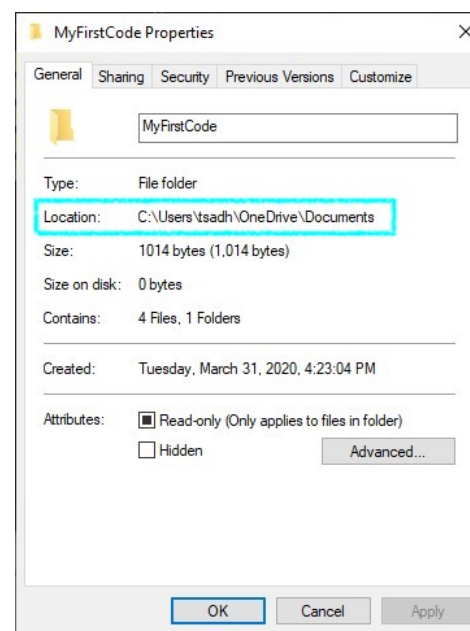 MyFirstCode Properties
General Sharing Security Previous Versions Customize
MyFirstCode
Type: File folder
Location: C:\Users\tsadh\OneDrive\Documents
Size: 1014 bytes (1,014 bytes)
Size on disk: 0 bytes
Contains: 4 Files, 1 Folders
Created: Tuesday, March 31, 2020, 4:23:04 PM
Attributes: Read-only (Only applies to files in folder)
Hidden Advanced...
OK Cancel Apply